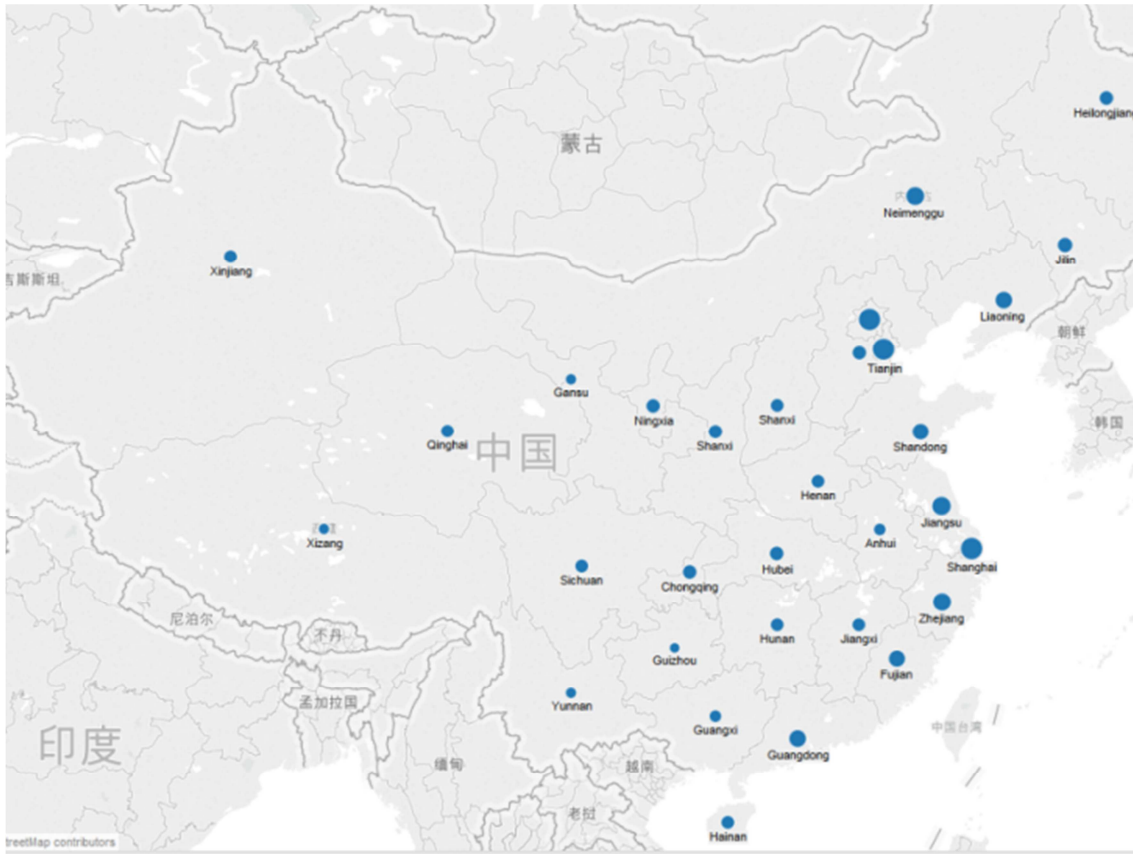 蒙古
Heilongjiang
Neimenggu
Xinjiang
Jilin
吉斯斯坦
Liaoning
朝鲜
Tianjin
Gansu
Ningxia
Shanxi
Shanxi
韩国
Qinghai
中国
Shandong
Henan
Jiangsu
Xizang
Anhui
Shanghai
Sichuan
Chongqing
Hubei
尼泊尔
Zhejiang
不丹
Hunan
Jiangxi
Guizhou
Fujian
孟加拉国
Yunnan
Guangxi
中国台湾
印度
Guangdong
缅甸
越南
老挝
Hainan
treetMap contributors